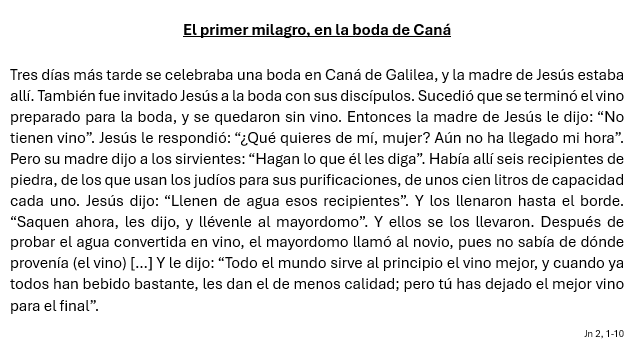 El primer milagro, en la boda de Caná
Tres días más tarde se celebraba una boda en Caná de Galilea, y la madre de Jesús estaba
allí. También fue invitado Jesús a la boda con sus discípulos. Sucedió que se terminó el vino
preparado para la boda, y se quedaron sin vino. Entonces la madre de Jesús le dijo: “No
tienen vino”. Jesús le respondió: “¿Qué quieres de mí, mujer? Aún no ha llegado mi hora”.
Pero su madre dijo a los sirvientes: “Hagan lo que él les diga”. Había allí seis recipientes de
piedra, de los que usan los judíos para sus purificaciones, de unos cien litros de capacidad
cada uno. Jesús dijo: “Llenen de agua esos recipientes”. Y los llenaron hasta el borde.
“Saquen ahora, les dijo, y llévenle al mayordomo”. Y ellos se los llevaron. Después de
probar el agua convertida en vino, el mayordomo llamó al novio, pues no sabía de dónde
provenía (el vino) [...] Y le dijo: “Todo el mundo sirve al principio el vino mejor, y cuando ya
todos han bebido bastante, les dan el de menos calidad; pero tú has dejado el mejor vino
para el final”.
Jn 2, 1-10